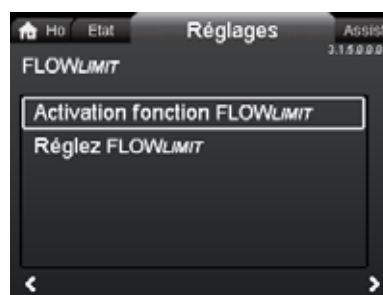 Ho Etat Réglages Assis
3.1.5.0.0.0
FLOWLIMIT
Activation fonction FLOWLIMIT
Réglez FLOWLIMIT